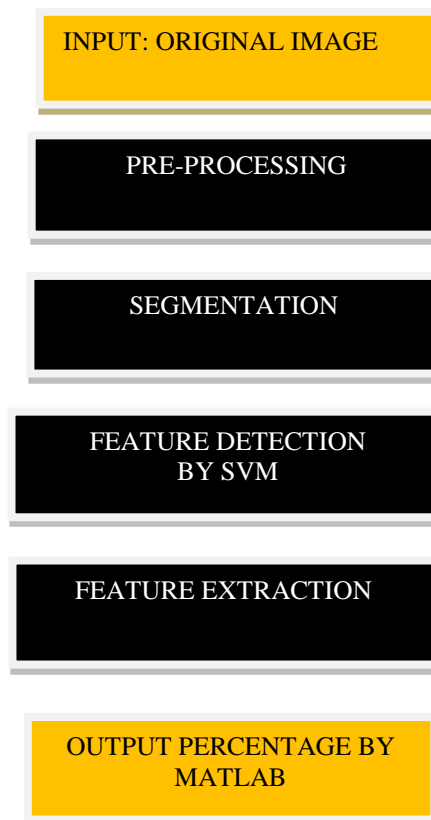 INPUT: ORIGINAL IMAGE
PRE-PROCESSING
SEGMENTATION
FEATURE DETECTION
BY SVM
FEATURE EXTRACTION
OUTPUT PERCENTAGE BY
MATLAB